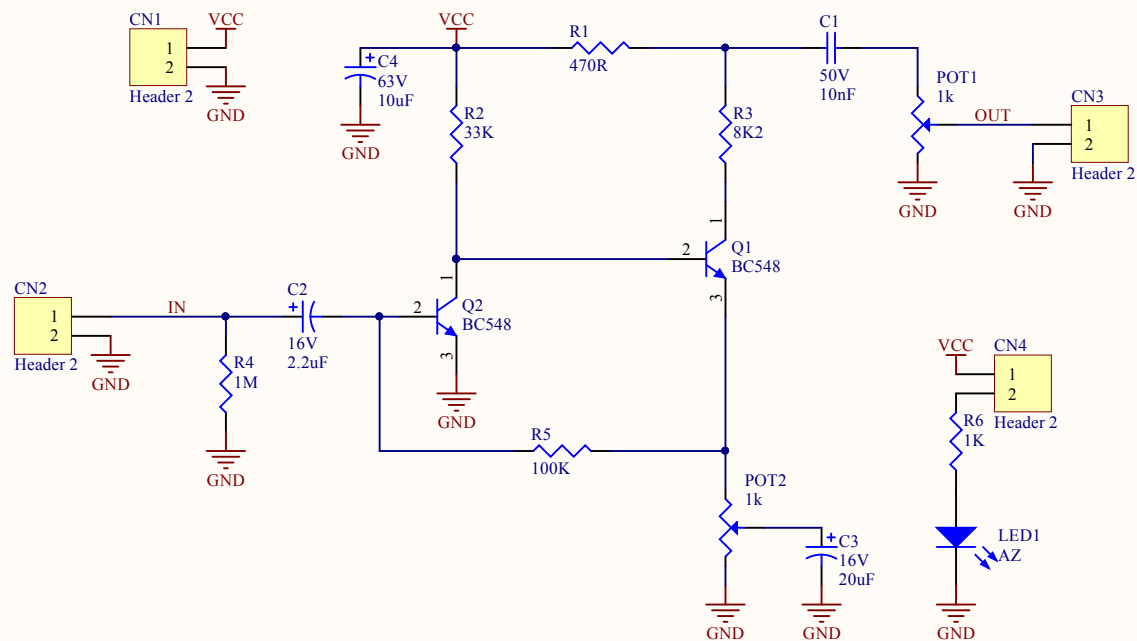 CN1
VCC
1
2
Header 2
GND
VCC
C4
63V
10uF
GND
R1
470R
C1
50V
10nF
POT1
1k
OUT
CN3
1
2
Header 2
GND
GND
R2
33K
R3
8K2
1
2
Q1
BC548
3
CN2
1
2
Header 2
IN
GND
R4
1M
GND
C2
16V
2.2uF
1
2
Q2
BC548
3
GND
R5
100K
POT2
1k
C3
16V
20uF
GND
GND
VCC
CN4
1
2
Header 2
R6
1K
LED1
AZ
GND